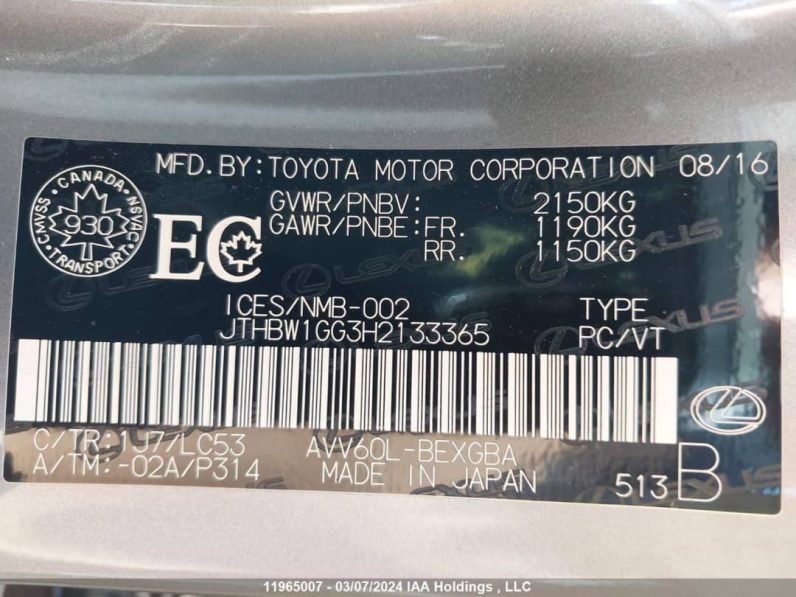 MFD.BY:TOYOTA MOTOR CORPORATION 08/16
CANADA
CMVSS 930 NSVAC
TRANSPORT
EC
GVWR/PNBV: 2150KG
GAWR/PNBE:FR. 1190KG
RR. 1150KG
LEXUS
ICES/NMB-002 TYPE
JTHBW1GG3H2133365 PC/VT
C/TR:1J7/LC53 AVV60L-BEXGBA
A/TM:-02A/P314 MADE IN JAPAN 513 B
11965007 - 03/07/2024 IAA Holdings , LLC